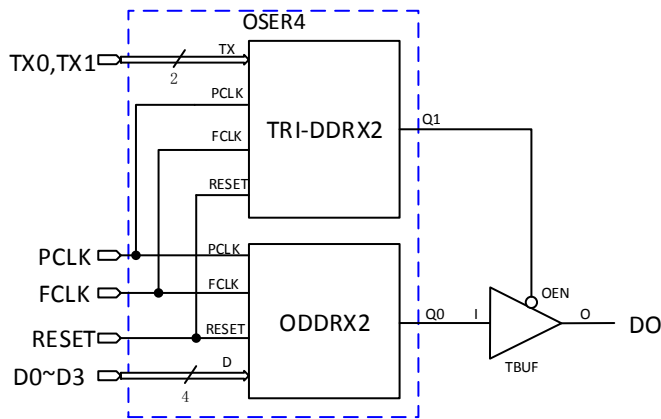 OSER4
TX0,TX1
TX
2
PCLK
FCLK
RESET
TRI-DDRX2
Q1
PCLK
FCLK
RESET
D0~D3
PCLK
FCLK
RESET
D
4
ODDRX2
Q0
I
OEN
O
TBUF
DO